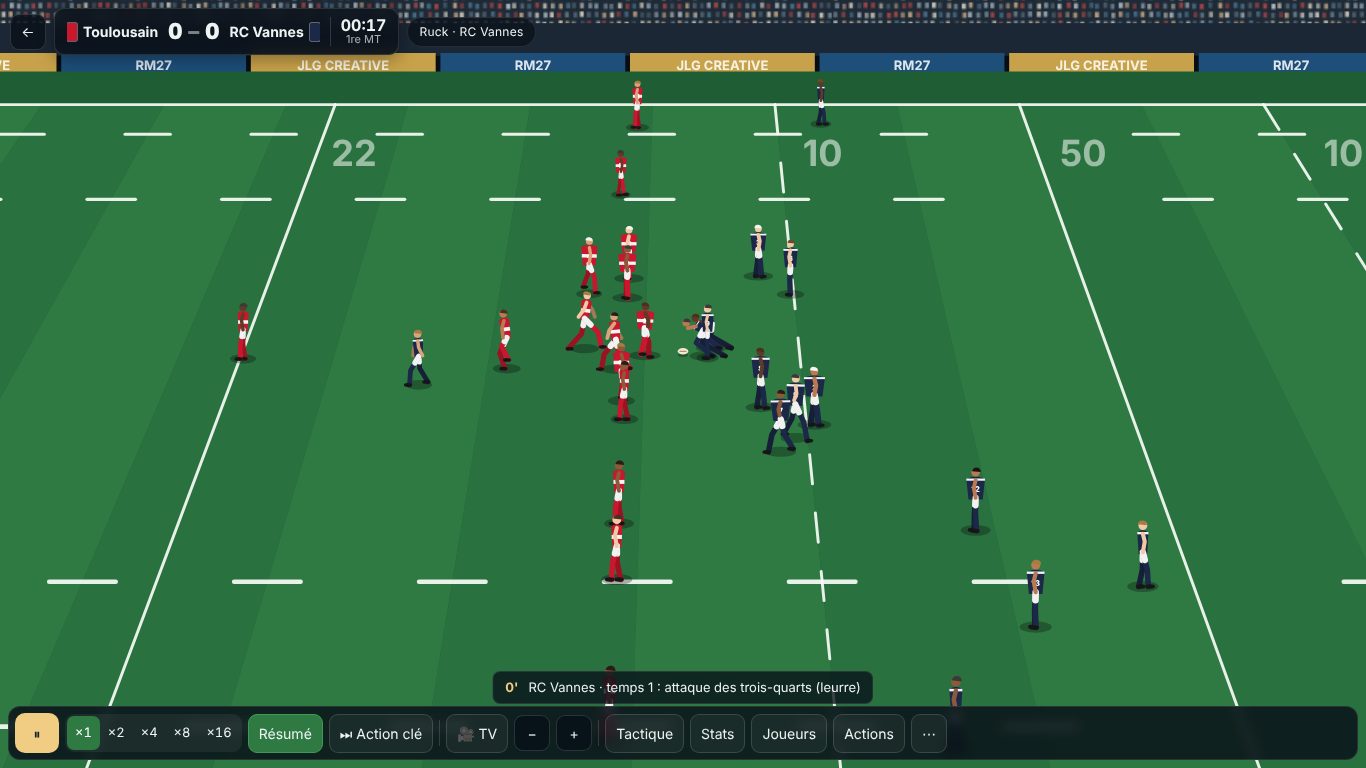 ← Toulousain 0 – 0 RC Vannes 00:17 1re MT Ruck · RC Vannes
RM27 JLG CREATIVE RM27 JLG CREATIVE RM27 JLG CREATIVE RM27
22 10 50 10
0' RC Vannes · temps 1 : attaque des trois-quarts (leurre)
×1 ×2 ×4 ×8 ×16 Résumé Action clé TV − + Tactique Stats Joueurs Actions ⋯